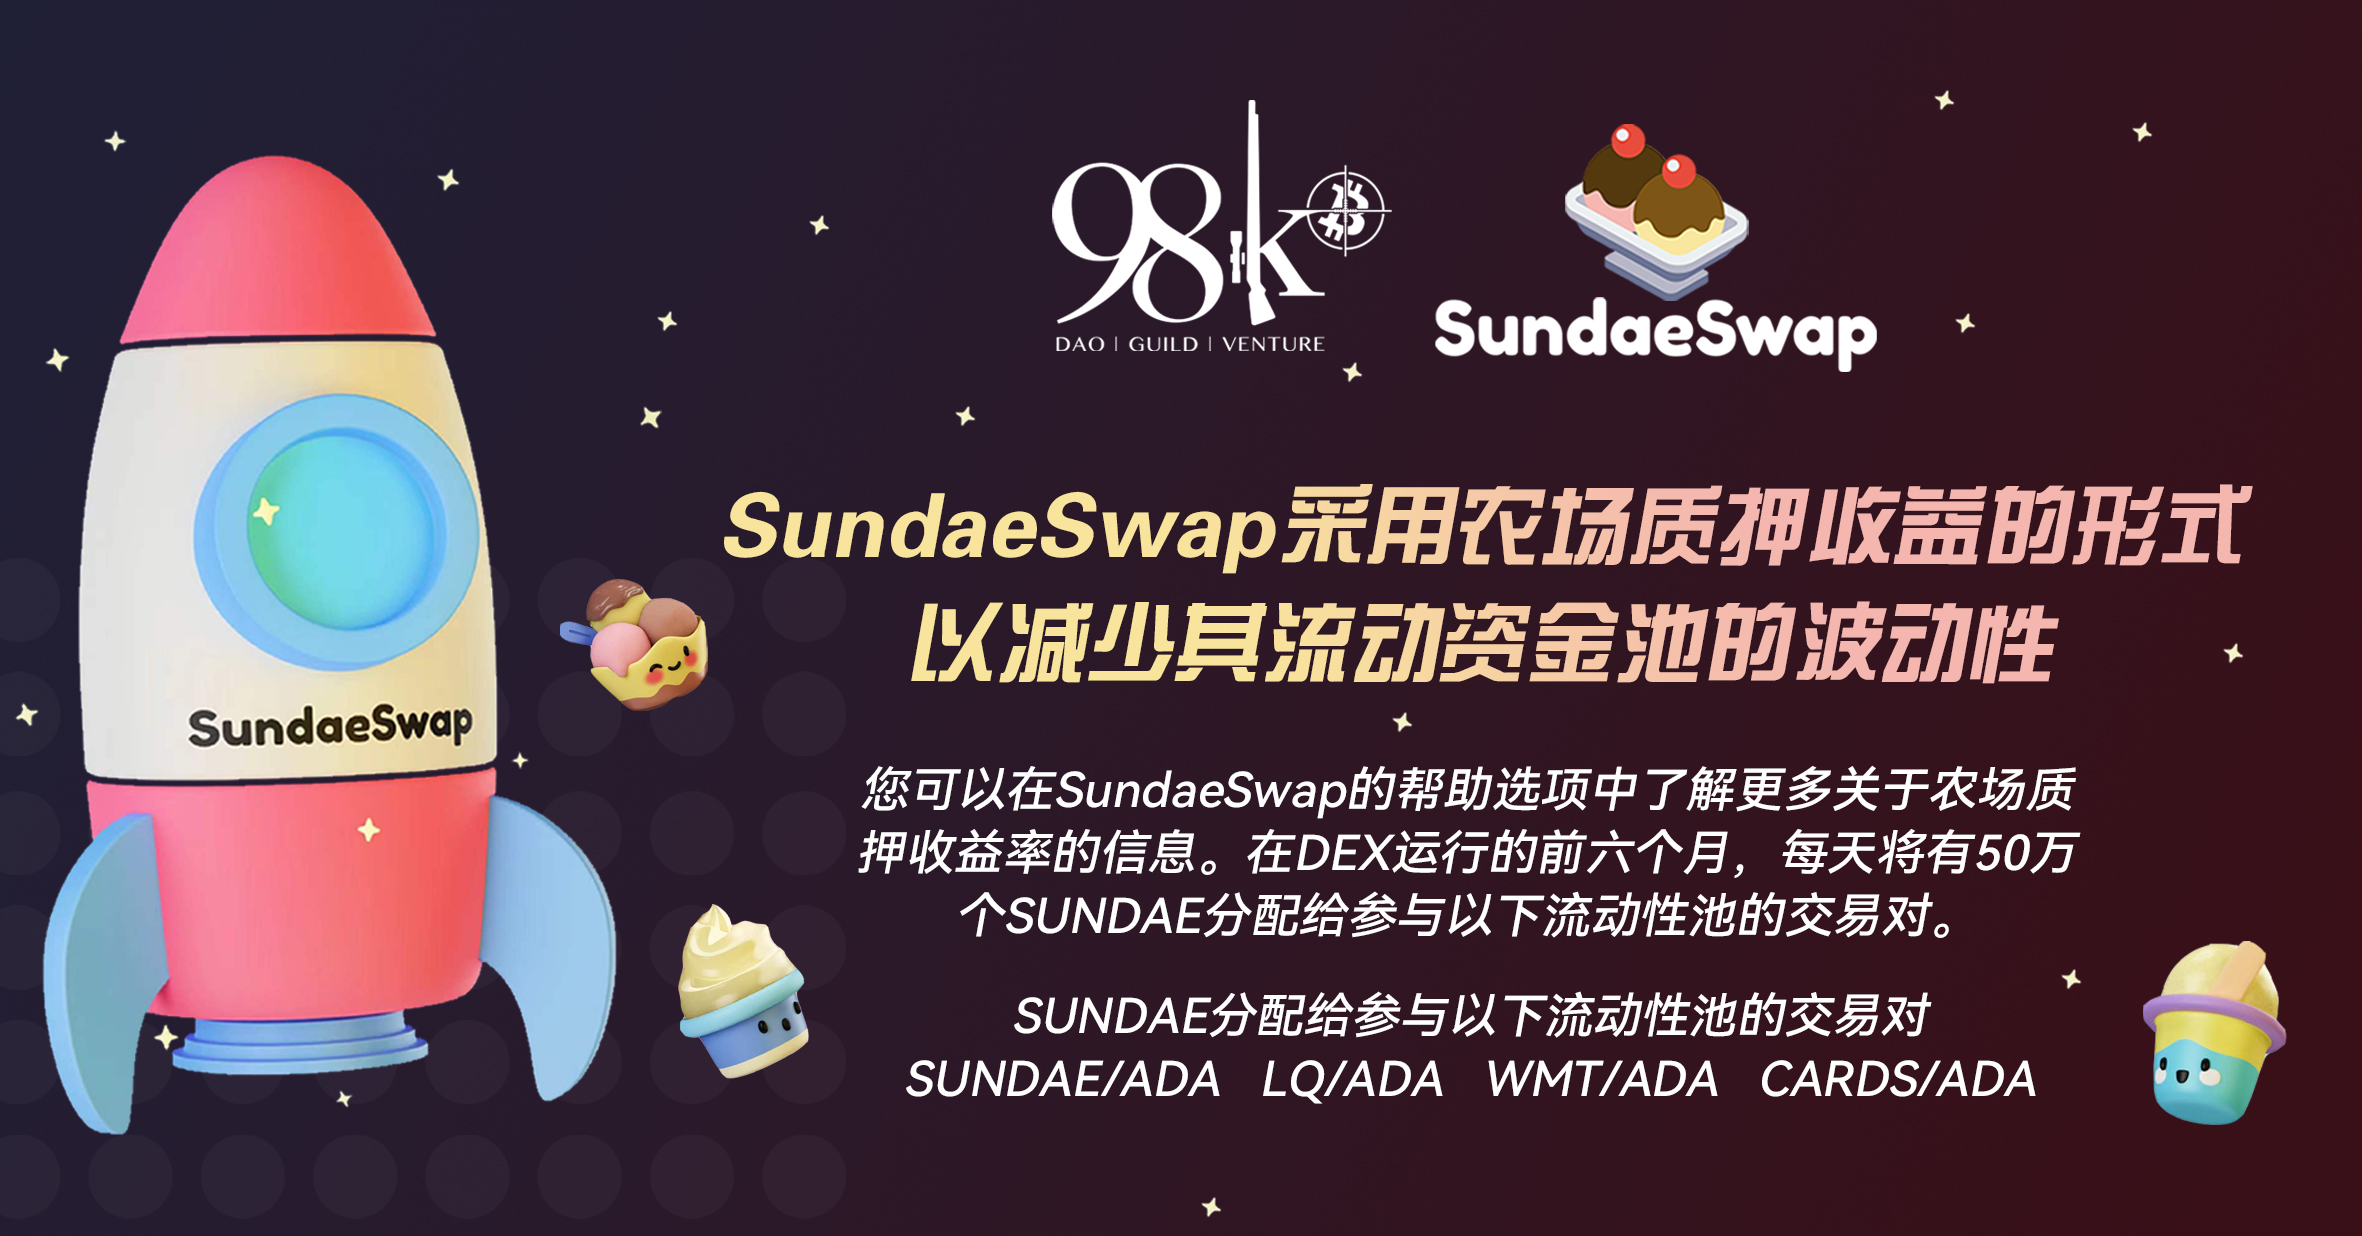 98k
DAO | GUILD | VENTURE
SundaeSwap
SundaeSwap采用农场质押收益的形式
以减少其流动资金池的波动性
SundaeSwap
您可以在SundaeSwap的帮助选项中了解更多关于农场质
押收益率的信息。在DEX运行的前六个月，每天将有50万
个SUNDAE分配给参与以下流动性池的交易对。
SUNDAE分配给参与以下流动性池的交易对
SUNDAE/ADA LQ/ADA WMT/ADA CARDS/ADA